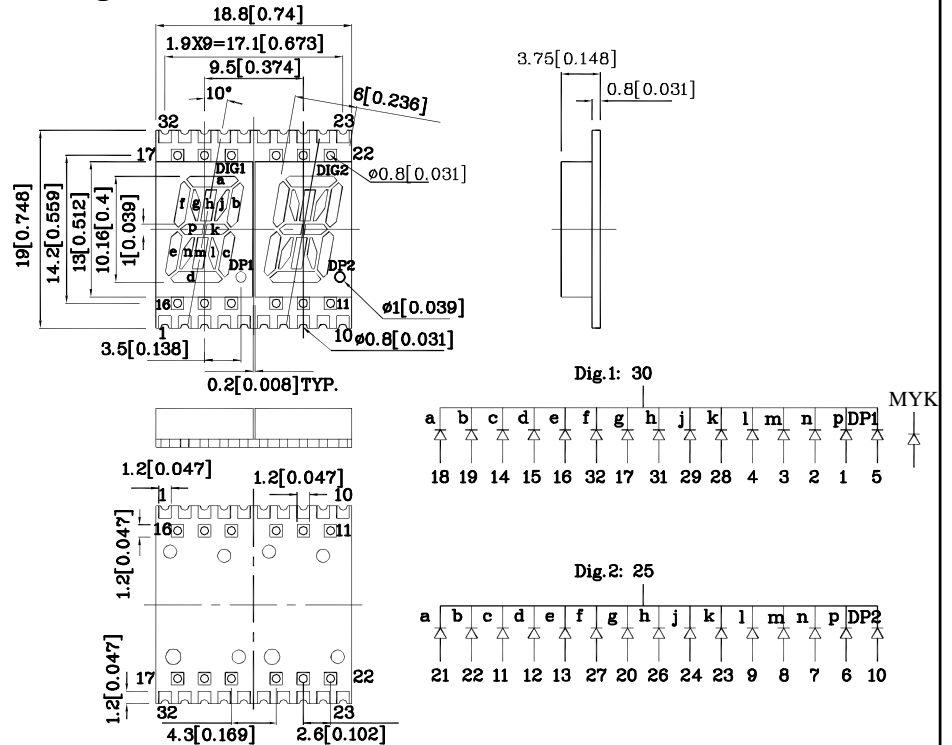 18.8[0.74]
1.9X9=17.1[0.673]
9.5[0.374]
10°
6[0.236]
32
23
17
22
DIG1
DIG2
a
f g h j b
p k
e n m l c
d
DP1
DP2
ø0.8[0.031]
19[0.748]
14.2[0.559]
13[0.512]
10.16[0.4]
1[0.039]
16
11
1
10
ø1[0.039]
ø0.8[0.031]
3.5[0.138]
0.2[0.008]TYP.
3.75[0.148]
0.8[0.031]
1.2[0.047]
1.2[0.047]
1
10
16
11
1.2[0.047]
1.2[0.047]
17
22
32
23
4.3[0.169]
2.6[0.102]
Dig.1: 30
a b c d e f g h j k l m n p DP1
18 19 14 15 16 32 17 31 29 28 4 3 2 1 5
MYK
Dig.2: 25
a b c d e f g h j k l m n p DP2
21 22 11 12 13 27 20 26 24 23 9 8 7 6 10